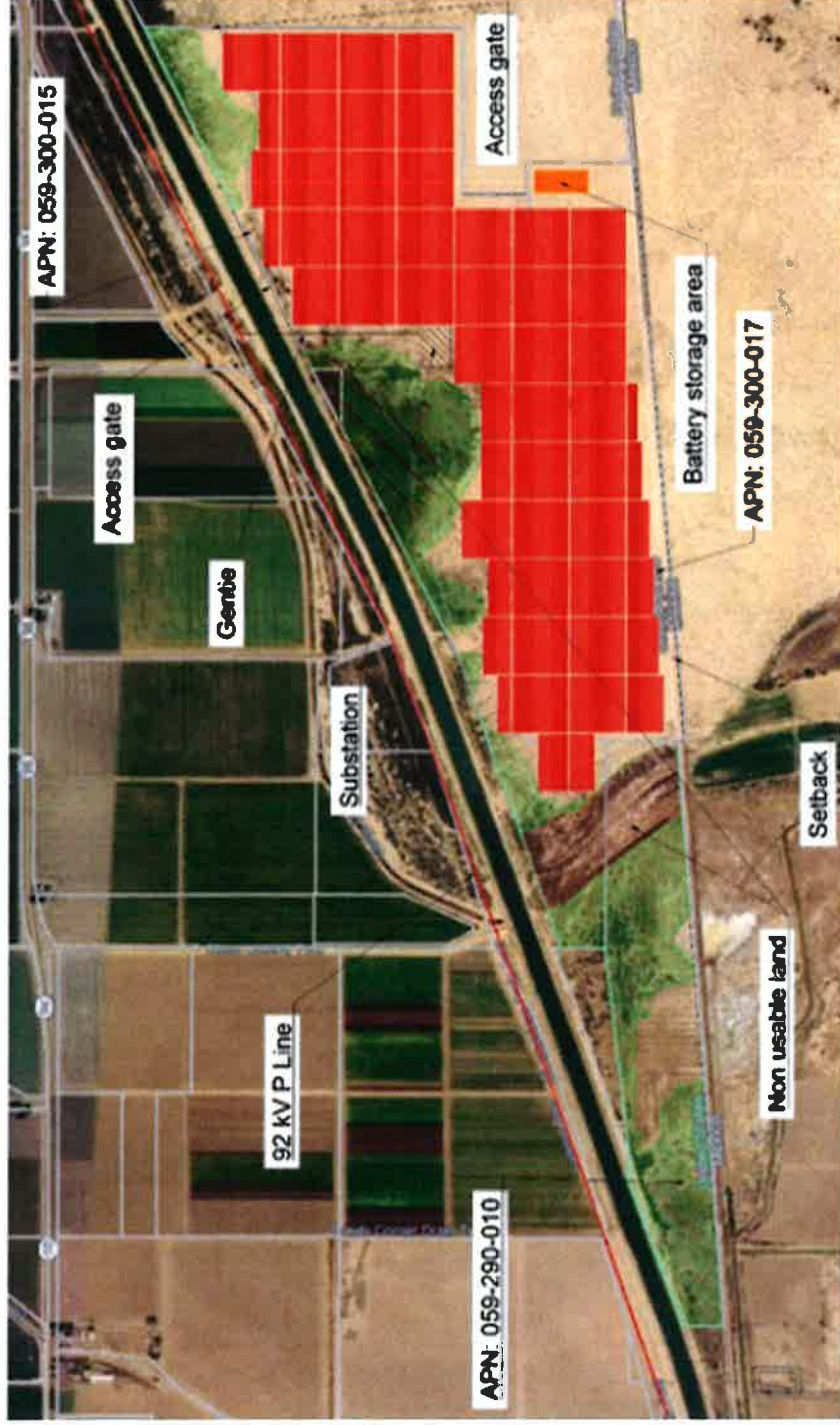 APN: 059-300-015
Access gate
Access gate
Gentie
Substation
Battery storage area
92 kV P Line
APN: 059-300-017
Setback
Non usable land
APN: 059-290-010